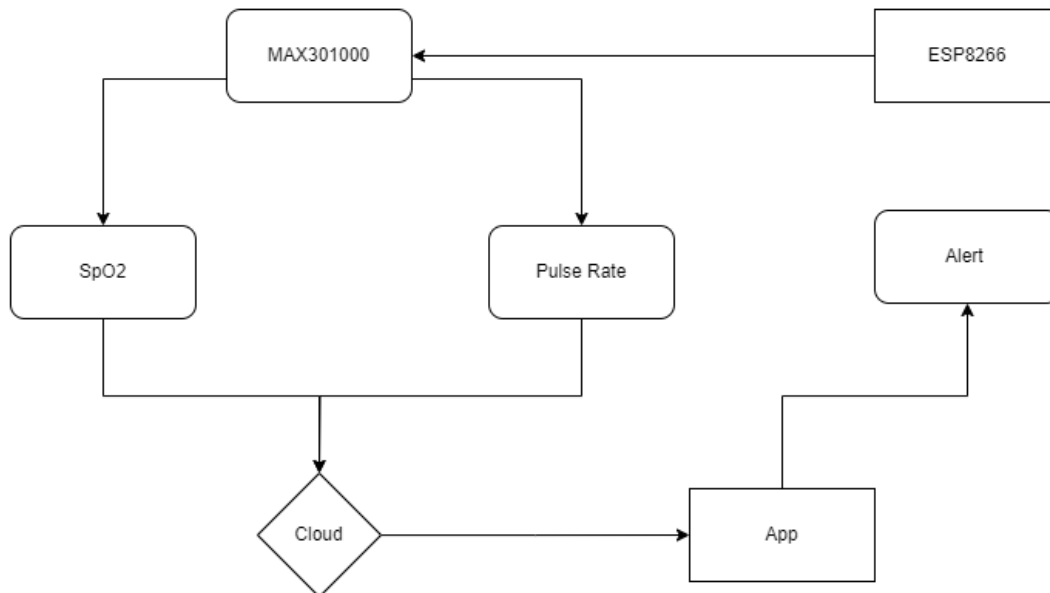 MAX301000
ESP8266
SpO2
Pulse Rate
Alert
Cloud
App